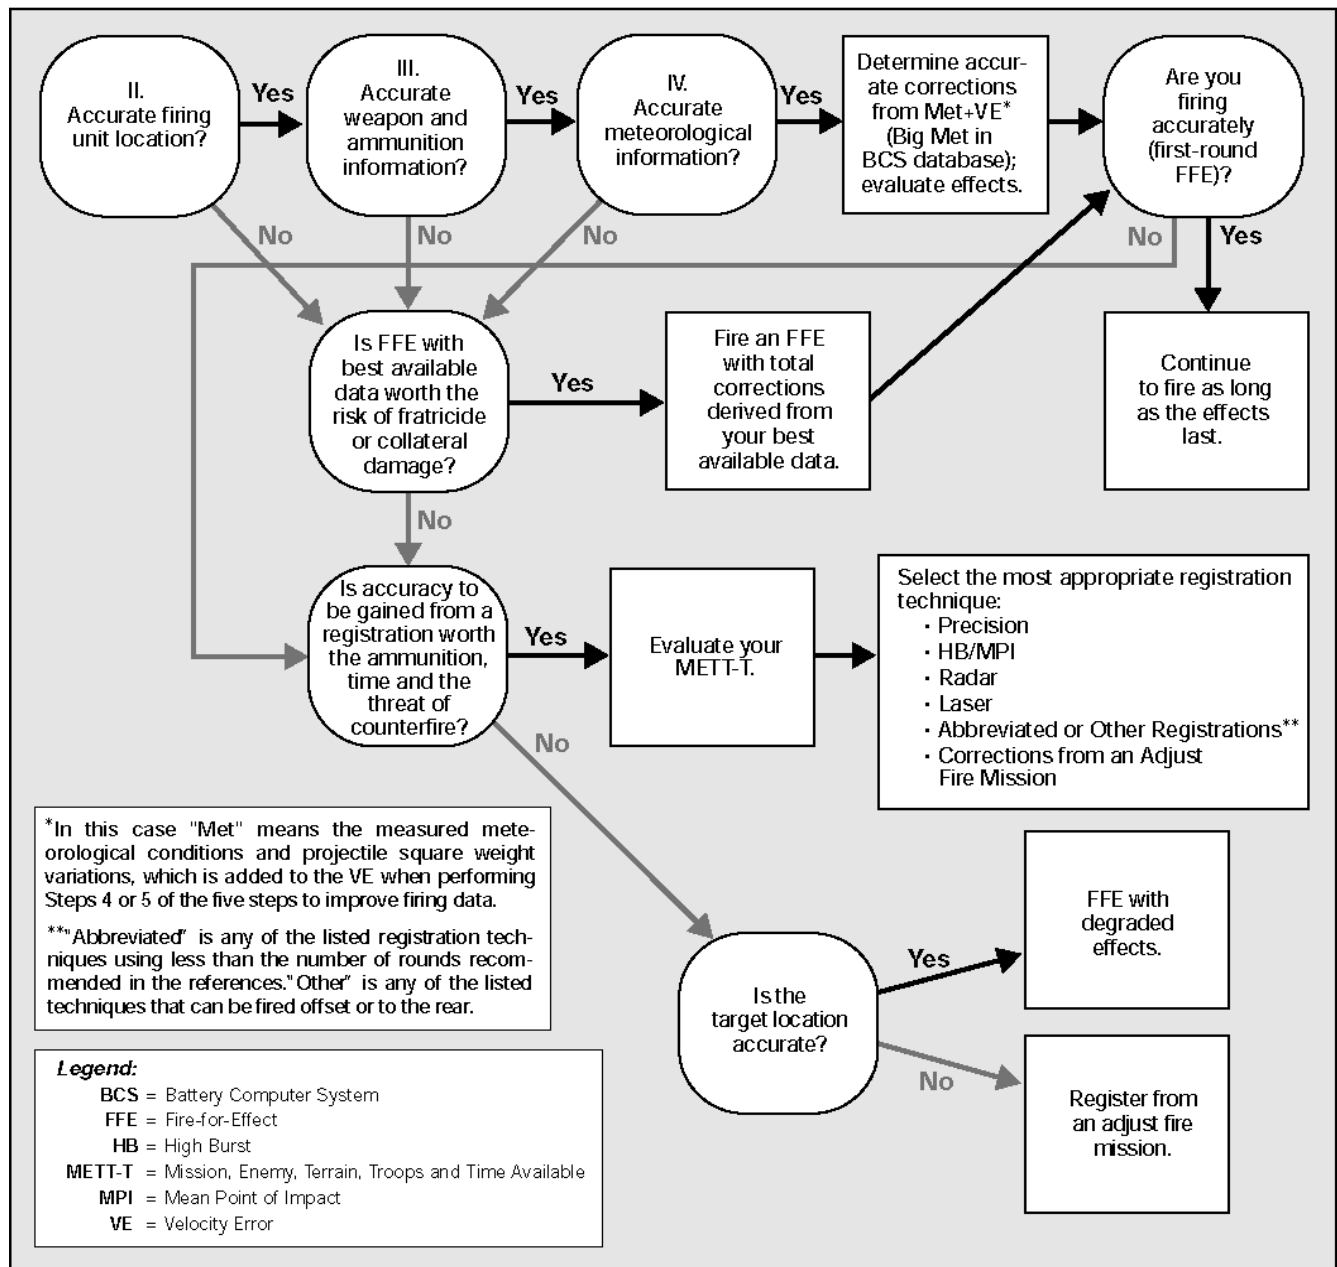 II.
Accurate firing
unit location?
Yes
III.
Accurate
weapon and
ammunition
information?
Yes
IV.
Accurate
meteorological
information?
Yes
Determine accur-
ate corrections
from Met+VE*
(Big Met in
BCS database);
evaluate effects.
Are you
firing
accurately
(first-round
FFE)?
No
No
No
No
Yes
Is FFE with
best available
data worth the
risk of fratricide
or collateral
damage?
Yes
Fire an FFE
with total
corrections
derived from
your best
available data.
Continue
to fire as long
as the effects
last.
No
Is accuracy to
be gained from a
registration worth
the ammunition,
time and the
threat of
counterfire?
Yes
Evaluate your
METT-T.
Select the most appropriate registration
technique:
· Precision
· HB/MPI
· Radar
· Laser
· Abbreviated or Other Registrations**
· Corrections from an Adjust
Fire Mission
No
*In this case "Met" means the measured mete-
orological conditions and projectile square weight
variations, which is added to the VE when performing
Steps 4 or 5 of the five steps to improve firing data.
**"Abbreviated" is any of the listed registration tech-
niques using less than the number of rounds recom-
mended in the references."Other" is any of the listed
techniques that can be fired offset or to the rear.
Is the
target location
accurate?
Yes
FFE with
degraded
effects.
No
Register from
an adjust fire
mission.
Legend:
BCS = Battery Computer System
FFE = Fire-for-Effect
HB = High Burst
METT-T = Mission, Enemy, Terrain, Troops and Time Available
MPI = Mean Point of Impact
VE = Velocity Error